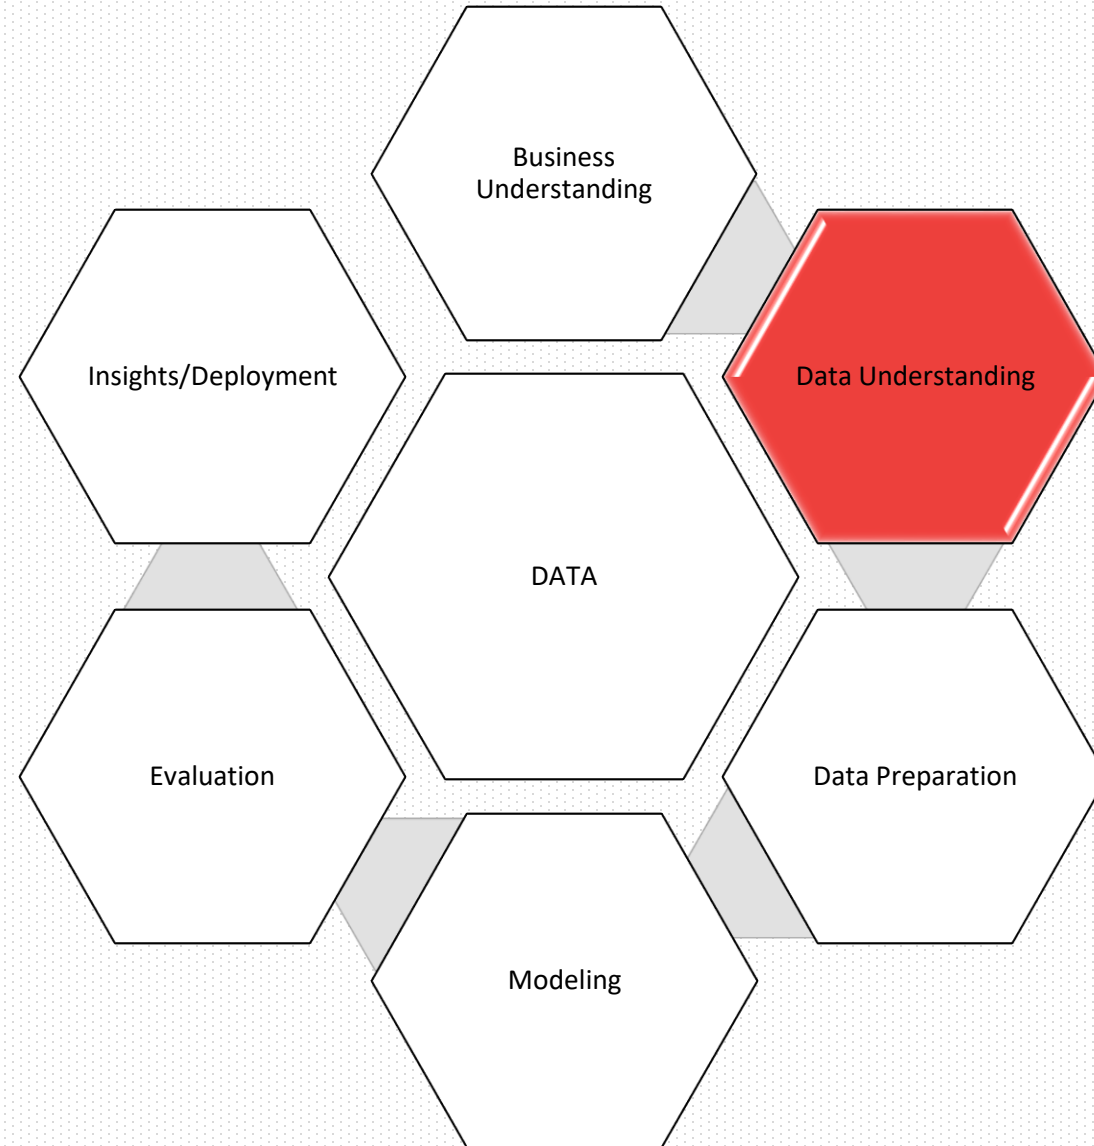 Business
Understanding
Insights/Deployment
Data Understanding
DATA
Evaluation
Data Preparation
Modeling